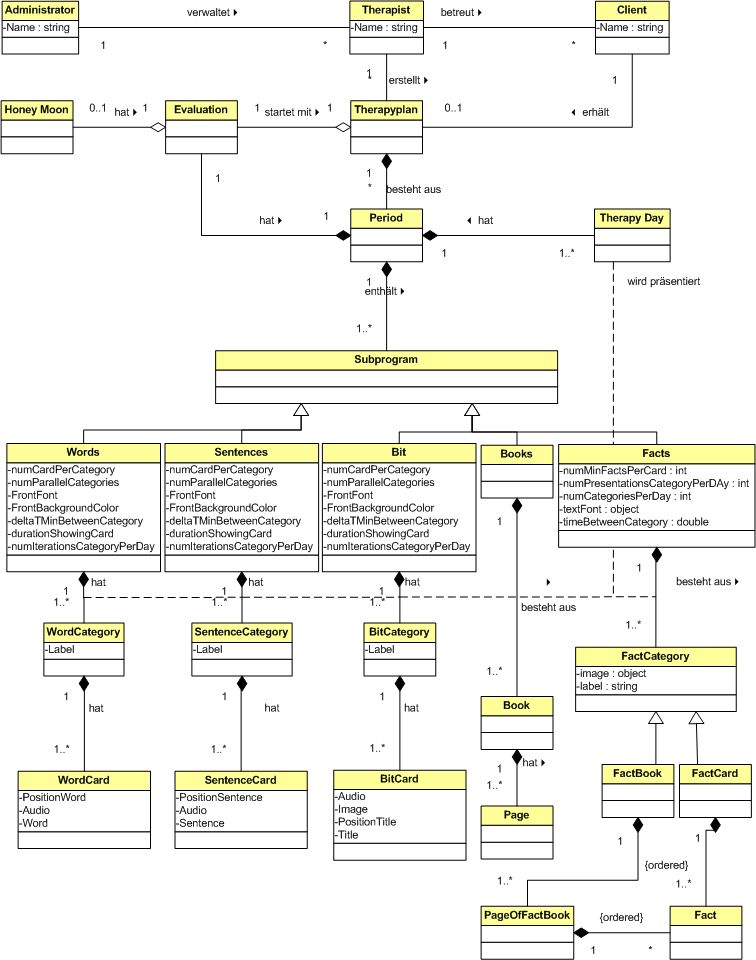 Administrator
-Name : string
verwaltet
1
*
Therapist
-Name : string
betreut
1
*
Client
-Name : string
1
*
erstellt
1
Honey Moon
0..1
hat
1
Evaluation
1
startet mit
1
Therapyplan
0..1
erhält
1
1
*
besteht aus
hat
1
Period
hat
1
1..*
Therapy Day
1
enthält
1..*
wird präsentiert
Subprogram
Words
-numCardPerCategory
-numParallelCategories
-FrontFont
-FrontBackgroundColor
-deltaTMinBetweenCategory
-durationShowingCard
-numIterationsCategoryPerDay
Sentences
-numCardPerCategory
-numParallelCategories
-FrontFont
-FrontBackgroundColor
-deltaTMinBetweenCategory
-durationShowingCard
-numIterationsCategoryPerDay
Bit
-numCardPerCategory
-numParallelCategories
-FrontFont
-FrontBackgroundColor
-deltaTMinBetweenCategory
-durationShowingCard
-numIterationsCategoryPerDay
Books
Facts
-numMinFactsPerCard : int
-numPresentationsCategoryPerDAy : int
-numCategoriesPerDay : int
-textFont : object
-timeBetweenCategory : double
1
hat
1..*
1
hat
1..*
1
hat
1..*
1
besteht aus
1..*
1
besteht aus
1..*
WordCategory
-Label
SentenceCategory
-Label
BitCategory
-Label
FactCategory
-image : object
-label : string
1
hat
1..*
1
hat
1..*
1
hat
1..*
Book
1
hat
1..*
WordCard
-PositionWord
-Audio
-Word
SentenceCard
-PositionSentence
-Audio
-Sentence
BitCard
-Audio
-Image
-PositionTitle
-Title
Page
FactBook
FactCard
1
{ordered}
1..*
1
1..*
PageOfFactBook
{ordered}
1
*
Fact